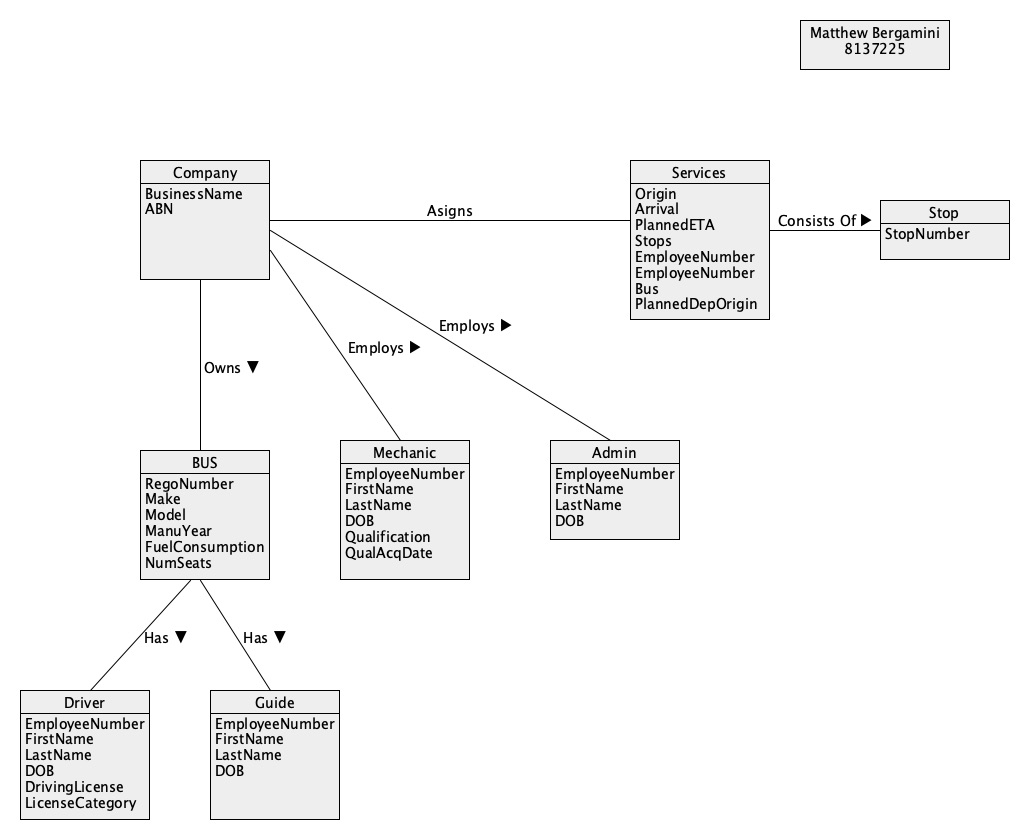 Matthew Bergamini
8137225
Company
BusinessName
ABN
Asigns
Services
Origin
Arrival
PlannedETA
Stops
EmployeeNumber
EmployeeNumber
Bus
PlannedDepOrigin
Consists Of
Stop
StopNumber
Employs
Employs
Owns
BUS
RegoNumber
Make
Model
ManuYear
FuelConsumption
NumSeats
Mechanic
EmployeeNumber
FirstName
LastName
DOB
Qualification
QualAcqDate
Admin
EmployeeNumber
FirstName
LastName
DOB
Has
Has
Driver
EmployeeNumber
FirstName
LastName
DOB
DrivingLicense
LicenseCategory
Guide
EmployeeNumber
FirstName
LastName
DOB